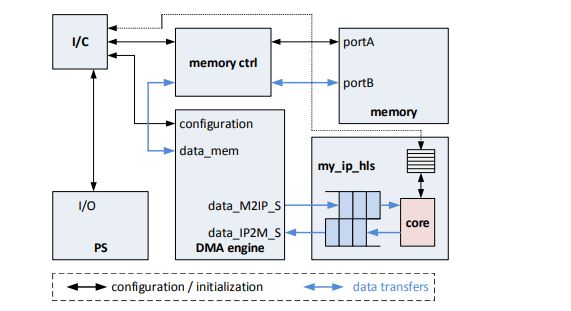 I/C
memory ctrl
portA
portB
memory
configuration
data_mem
my_ip_hls
I/O
PS
data_M2IP_S
data_IP2M_S
DMA engine
core
configuration / initialization
data transfers